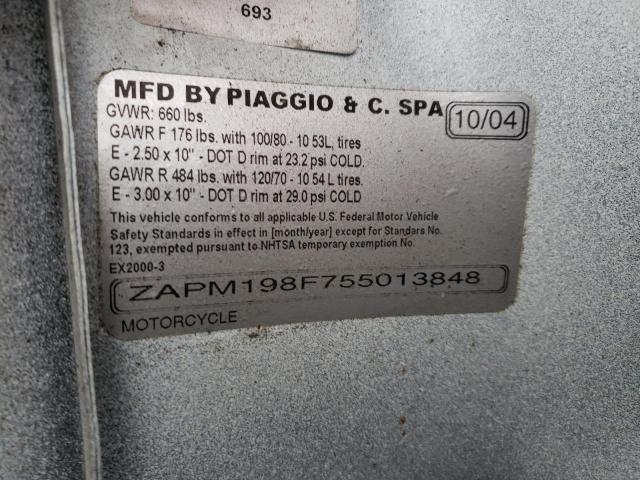 693
MFD BY PIAGGIO & C. SPA
10/04
GVWR: 660 lbs.
GAWR F 176 lbs. with 100/80 - 10 53L, tires
E - 2.50 x 10" - DOT D rim at 23.2 psi COLD.
GAWR R 484 lbs. with 120/70 - 10 54 L tires.
E - 3.00 x 10" - DOT D rim at 29.0 psi COLD
This vehicle conforms to all applicable U.S. Federal Motor Vehicle
Safety Standards in effect in [month/year] except for Standars No.
123, exempted pursuant to NHTSA temporary exemption No.
EX2000-3
ZAPM198F755013848
MOTORCYCLE